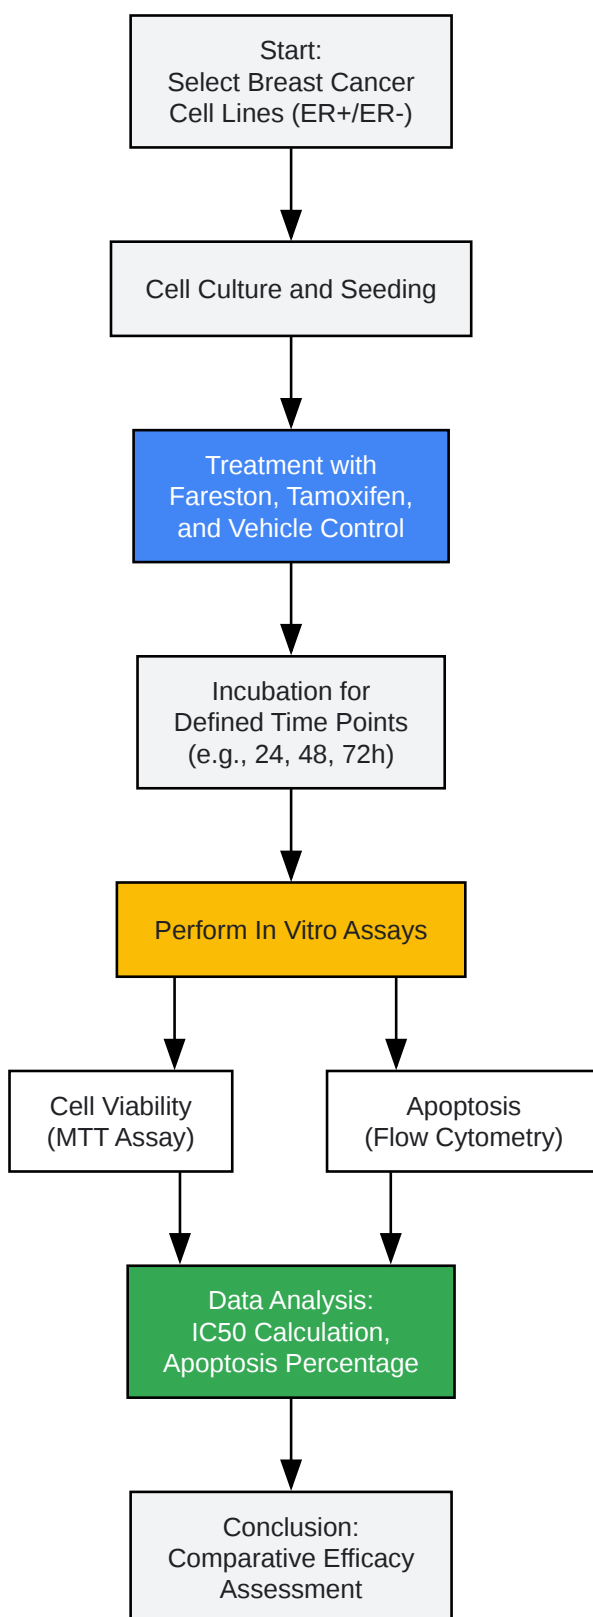 Start:
Select Breast Cancer
Cell Lines (ER+/ER-)
Cell Culture and Seeding
Treatment with
Fareston, Tamoxifen,
and Vehicle Control
Incubation for
Defined Time Points
(e.g., 24, 48, 72h)
Perform In Vitro Assays
Cell Viability
(MTT Assay)
Apoptosis
(Flow Cytometry)
Data Analysis:
IC50 Calculation,
Apoptosis Percentage
Conclusion:
Comparative Efficacy
Assessment